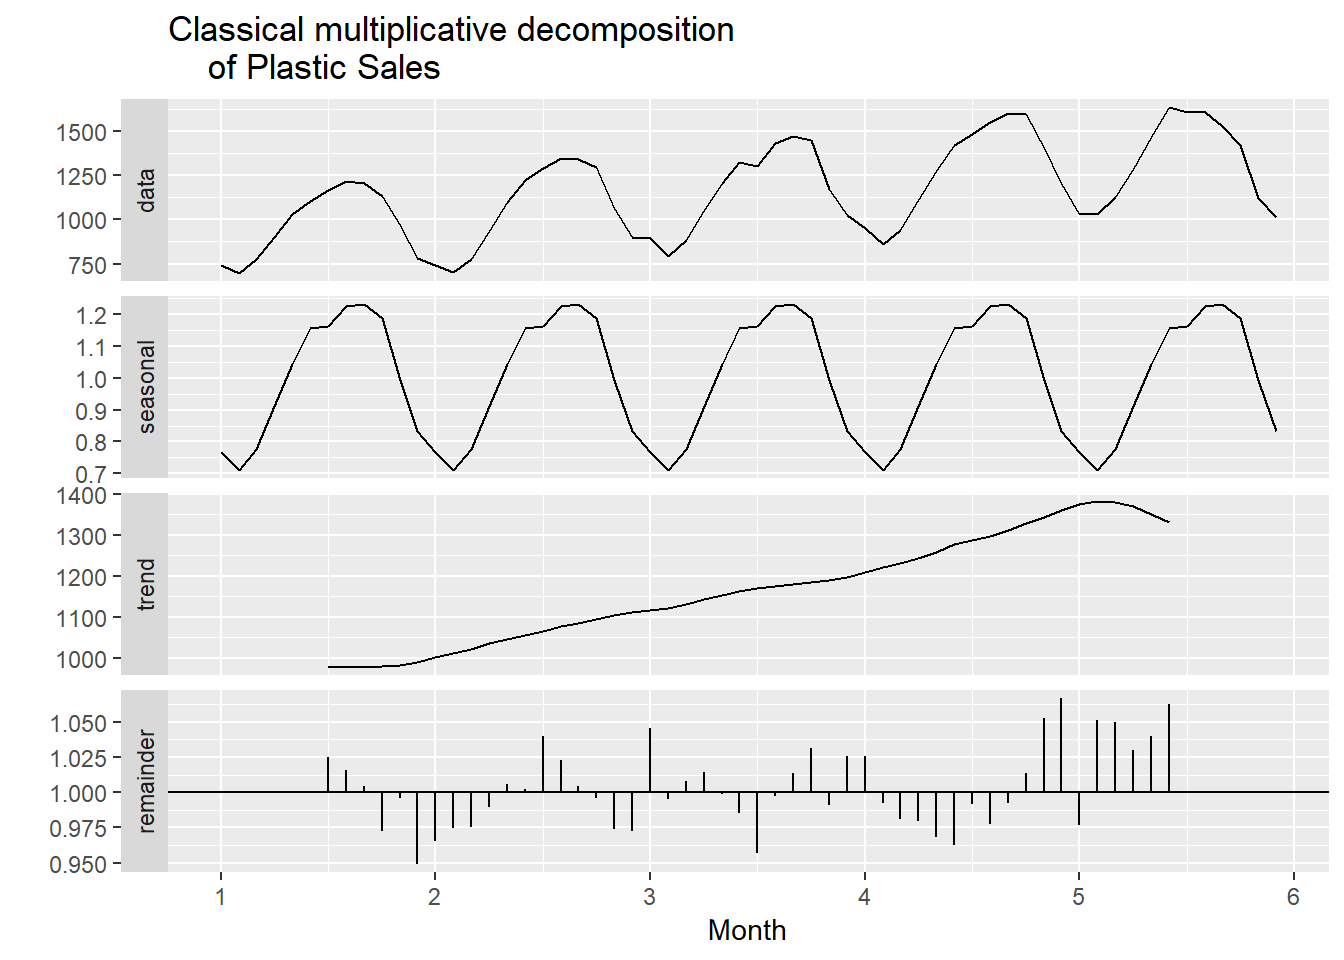 Classical multiplicative decomposition
of Plastic Sales
1500
1250
1000
750
data
1.2
1.1
1.0
0.9
0.8
0.7
seasonal
1400
1300
1200
1100
1000
trend
1.050
1.025
1.000
0.975
0.950
remainder
1 2 3 4 5 6
Month